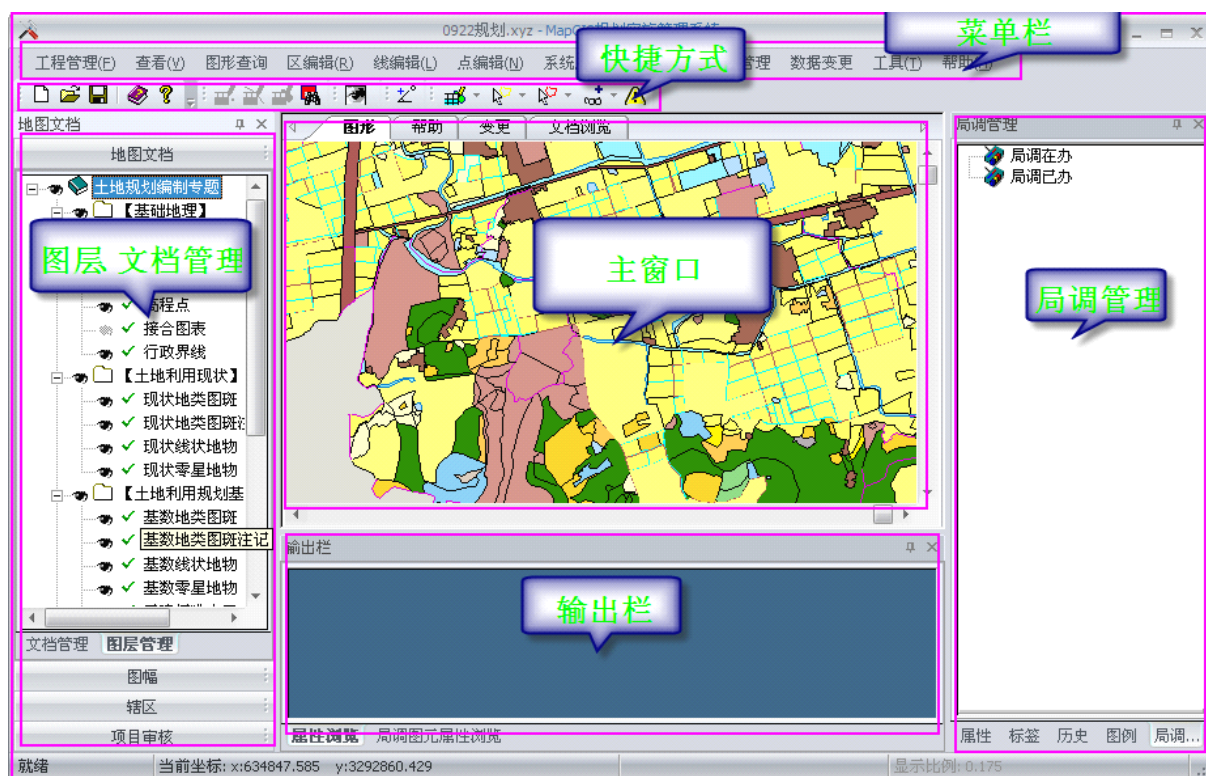 0922规划.xyz - MapGIS规划实施管理系统
菜单栏
工程管理(F) 查看(V) 图形查询 区编辑(R) 线编辑(L) 点编辑(N) 系统 管理 数据变更 工具(T) 帮助
快捷方式
地图文档
地图文档
土地规划编制专题
【基础地理】
图层、文档管理
高程点
接合图表
行政界线
【土地利用现状】
现状地类图斑
现状地类图斑注
现状线状地物
现状零星地物
【土地利用规划基
基数地类图斑
基数地类图斑注记
基数线状地物
基数零星地物
文档管理 图层管理
图幅
辖区
项目审核
图形 帮助 变更 文档浏览
主窗口
输出栏
输出栏
属性浏览 局调图元属性浏览
局调管理
局调在办
局调已办
局调管理
属性 标签 历史 图例 局调...
就绪 当前坐标: x:634847.585 y:3292860.429 显示比例: 0.175